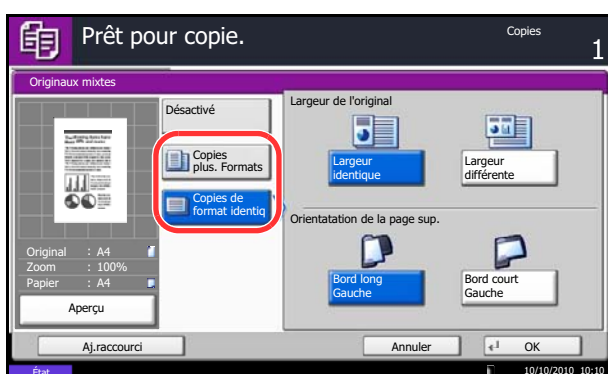 Prêt pour copie.
Copies
1
Originaux mixtes
Désactivé
Copies
plus. Formats
Copies de
format identiq
Original : A4
Zoom : 100%
Papier : A4
Aperçu
Largeur de l'original
Largeur
identique
Largeur
différente
Orientatation de la page sup.
Bord long
Gauche
Bord court
Gauche
Aj.raccourci
Annuler
OK
État
10/10/2010 10:10